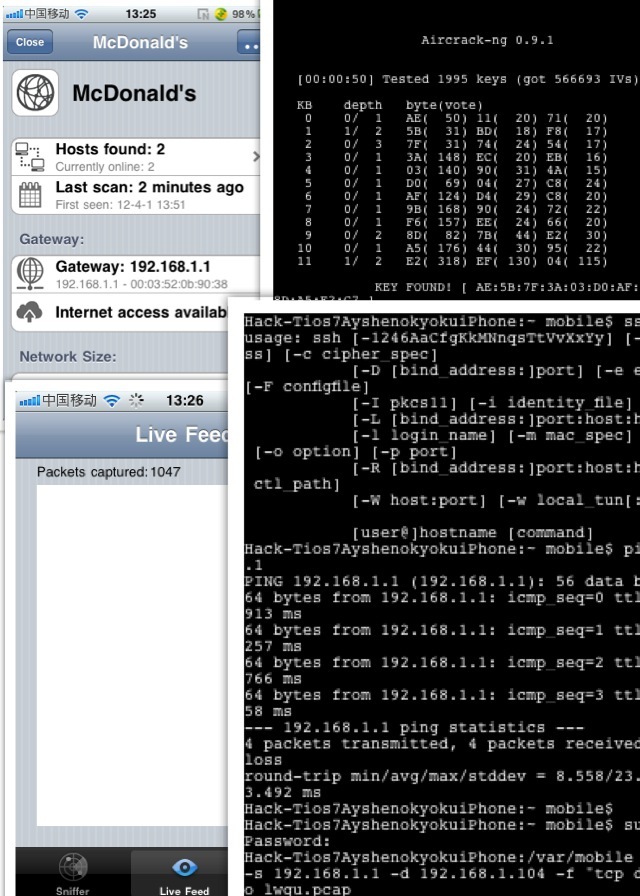 中国移动 13:25 98%
Close McDonald's
McDonald's
Hosts found: 2
Currently online: 2
Last scan: 2 minutes ago
First seen: 12-4-1 13:51
Gateway:
Gateway: 192.168.1.1
192.168.1.1 - 00:03:52:0b:90:38
Internet access availab
Network Size:
Aircrack-ng 0.9.1
[00:00:50] Tested 1995 keys (got 566693 IVs)
KB depth byte(vote)
0 0/ 1 AE( 50) 11( 20) 71( 20)
1 1/ 2 5B( 31) BD( 18) F8( 17)
2 0/ 3 7F( 31) 74( 24) 54( 17)
3 0/ 1 3A( 148) EC( 20) EB( 16)
4 0/ 1 03( 140) 90( 31) 4A( 15)
5 0/ 1 D0( 69) 04( 27) C8( 24)
6 0/ 1 AF( 124) D4( 29) C8( 20)
7 0/ 1 9B( 168) 90( 24) 72( 22)
8 0/ 1 F6( 157) EE( 24) 66( 20)
9 0/ 2 8D( 82) 7B( 44) E2( 30)
10 0/ 1 A5( 176) 44( 30) 95( 22)
11 1/ 2 E2( 318) EF( 130) 04( 115)
KEY FOUND! [ AE:5B:7F:3A:03:D0:AF:
中国移动 13:26
Live Feed
Packets captured:1047
Sniffer
Live Feed
Hack-Tios7AyshenokyokuiPhone:~ mobile$ ss
usage: ssh [-1246AaCfgKkMNnqsTtVvXxYy] [-
ss] [-c cipher_spec]
[-D [bind_address:]port] [-e e
[-F configfile]
[-I pkcs11] [-i identity_file]
[-L [bind_address:]port:host:h
[-l login_name] [-m mac_spec]
[-o option] [-p port]
[-R [bind_address:]port:host:h
ctl_path]
[-W host:port] [-w local_tun[:
[user@]hostname [command]
Hack-Tios7AyshenokyokuiPhone:~ mobile$ pi
.1
PING 192.168.1.1 (192.168.1.1): 56 data b
64 bytes from 192.168.1.1: icmp_seq=0 ttl
913 ms
64 bytes from 192.168.1.1: icmp_seq=1 ttl
257 ms
64 bytes from 192.168.1.1: icmp_seq=2 ttl
766 ms
64 bytes from 192.168.1.1: icmp_seq=3 ttl
58 ms
--- 192.168.1.1 ping statistics ---
4 packets transmitted, 4 packets received
loss
round-trip min/avg/max/stddev = 8.558/23.
3.492 ms
Hack-Tios7AyshenokyokuiPhone:~ mobile$
Hack-Tios7AyshenokyokuiPhone:~ mobile$ su
Password:
Hack-Tios7AyshenokyokuiPhone:/var/mobile
-s 192.168.1.1 -d 192.168.1.104 -f "tcp o
o lwqu.pcap